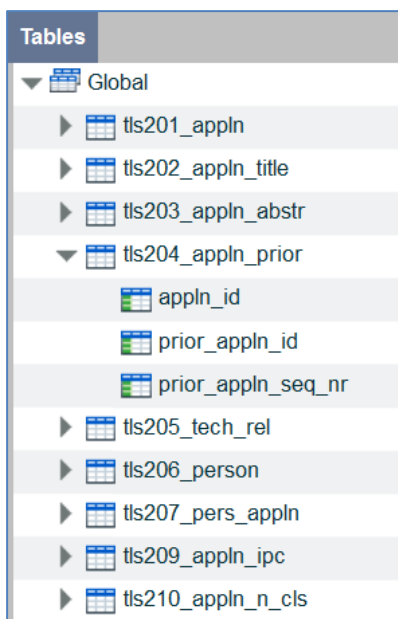 Tables
Global
tls201_appln
tls202_appln_title
tls203_appln_abstr
tls204_appln_prior
appln_id
prior_appln_id
prior_appln_seq_nr
tls205_tech_rel
tls206_person
tls207_pers_appln
tls209_appln_ipc
tls210_appln_n_cls